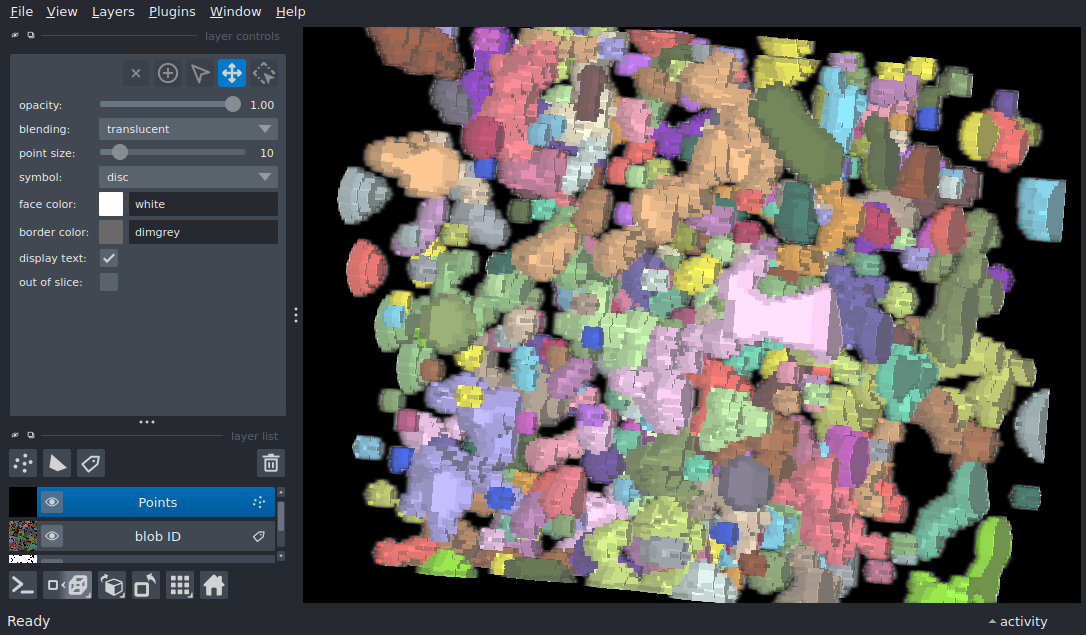 File View Layers Plugins Window Help
layer controls
opacity: 1.00
blending: translucent
point size: 10
symbol: disc
face color: white
border color: dimgrey
display text:
out of slice:
layer list
Points
blob ID
Ready activity